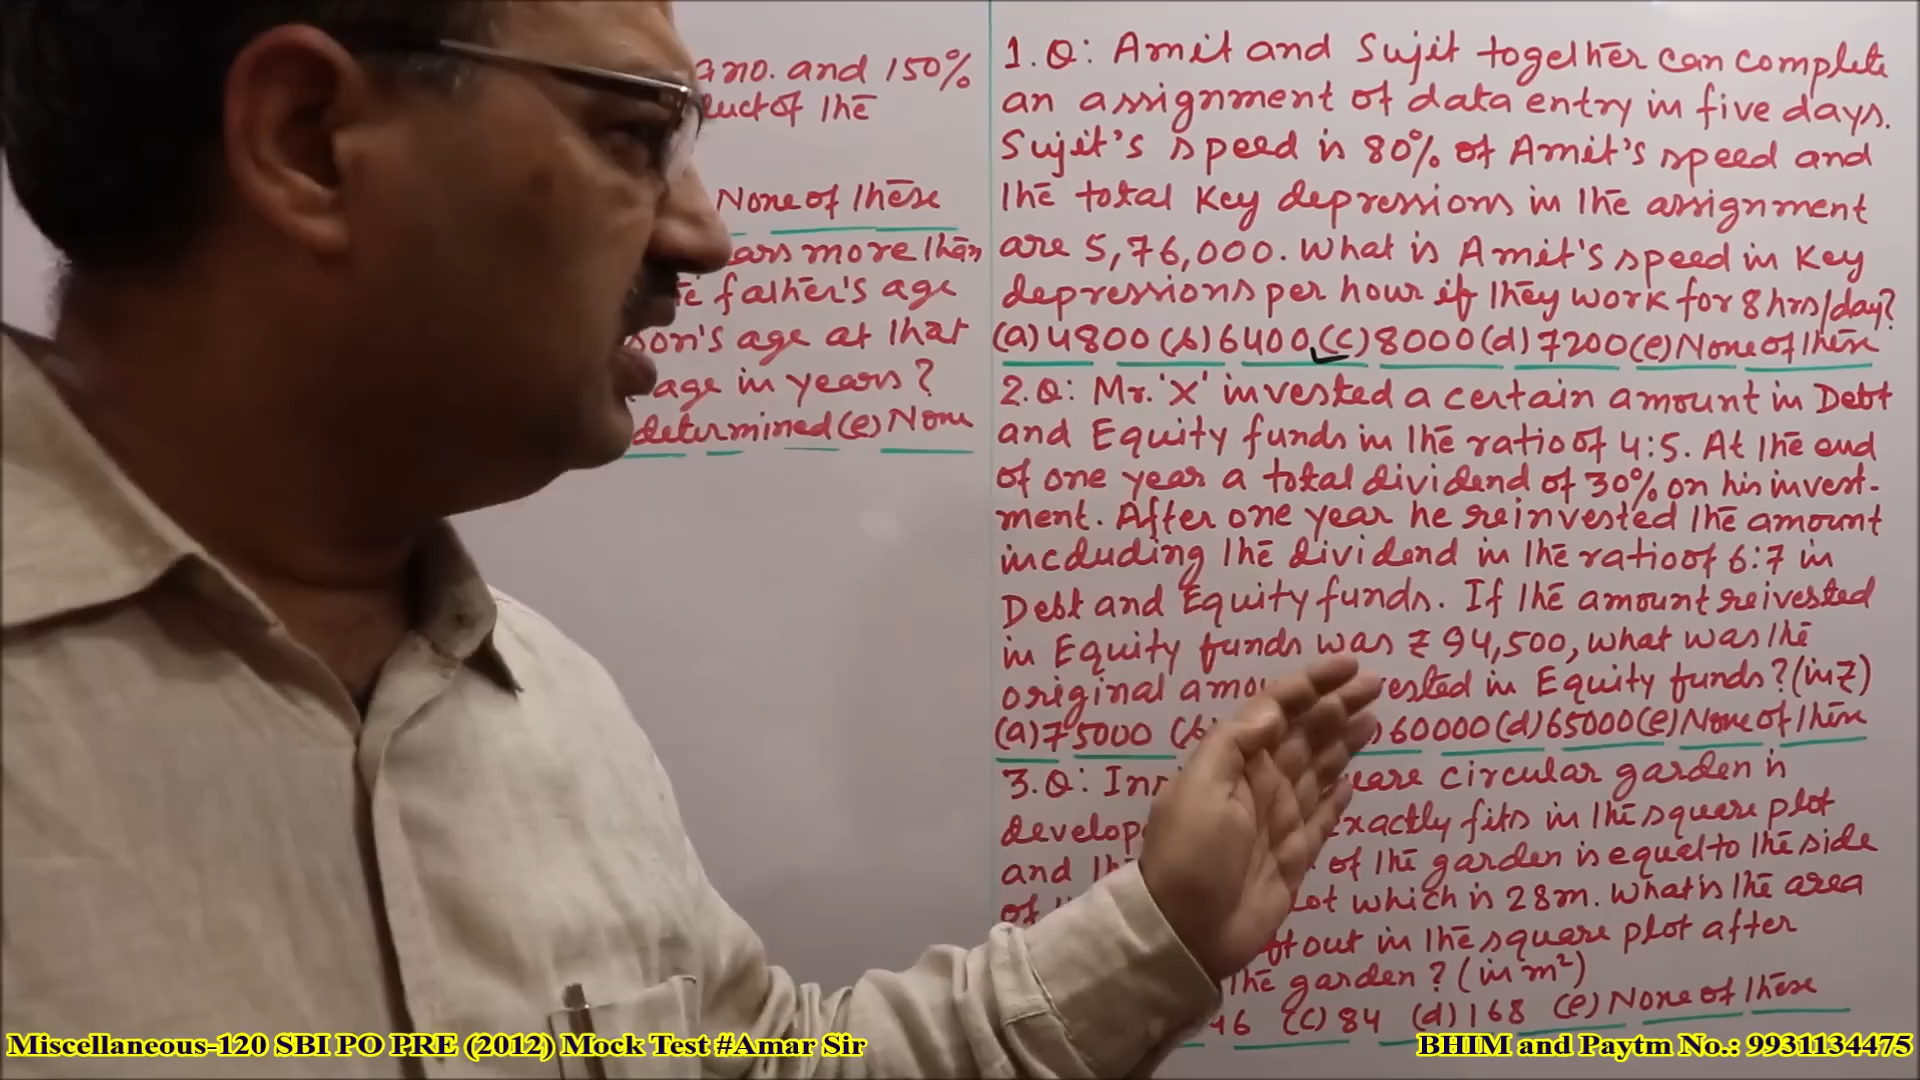 no. and 150%
of the
None of these
more than
father's age
son's age at that
age in years?
determined (e) None
1.Q: Amit and Sujit together can complete
an assignment of data entry in five days.
Sujit's speed is 80% of Amit's speed and
the total Key depressions in the assignment
are 5,76,000. What is Amit's speed in Key
depressions per hour if they work for 8 hrs/day?
(a) 4800 (b) 6400 (c) 8000 (d) 7200 (e) None of these
2.Q: Mr. 'X' invested a certain amount in Debt
and Equity funds in the ratio of 4:5. At the end
of one year a total dividend of 30% on his invest-
ment. After one year he reinvested the amount
including the dividend in the ratio of 6:7 in
Debt and Equity funds. If the amount reivested
in Equity funds was ₹ 94,500, what was the
original in Equity funds? (in ₹)
(a) 75000 60000 (d) 65000 (e) None of these
3.Q: circular garden is
exactly fits in the square plot
and of the garden is equal to the side
of which is 28m. What is the area
out in the square plot after
the garden? (in m²)
46 (c) 84 (d) 168 (e) None of these
Miscellaneous-120 SBI PO PRE (2012) Mock Test #Amar Sir
BHIM and Paytm No.: 9931134475